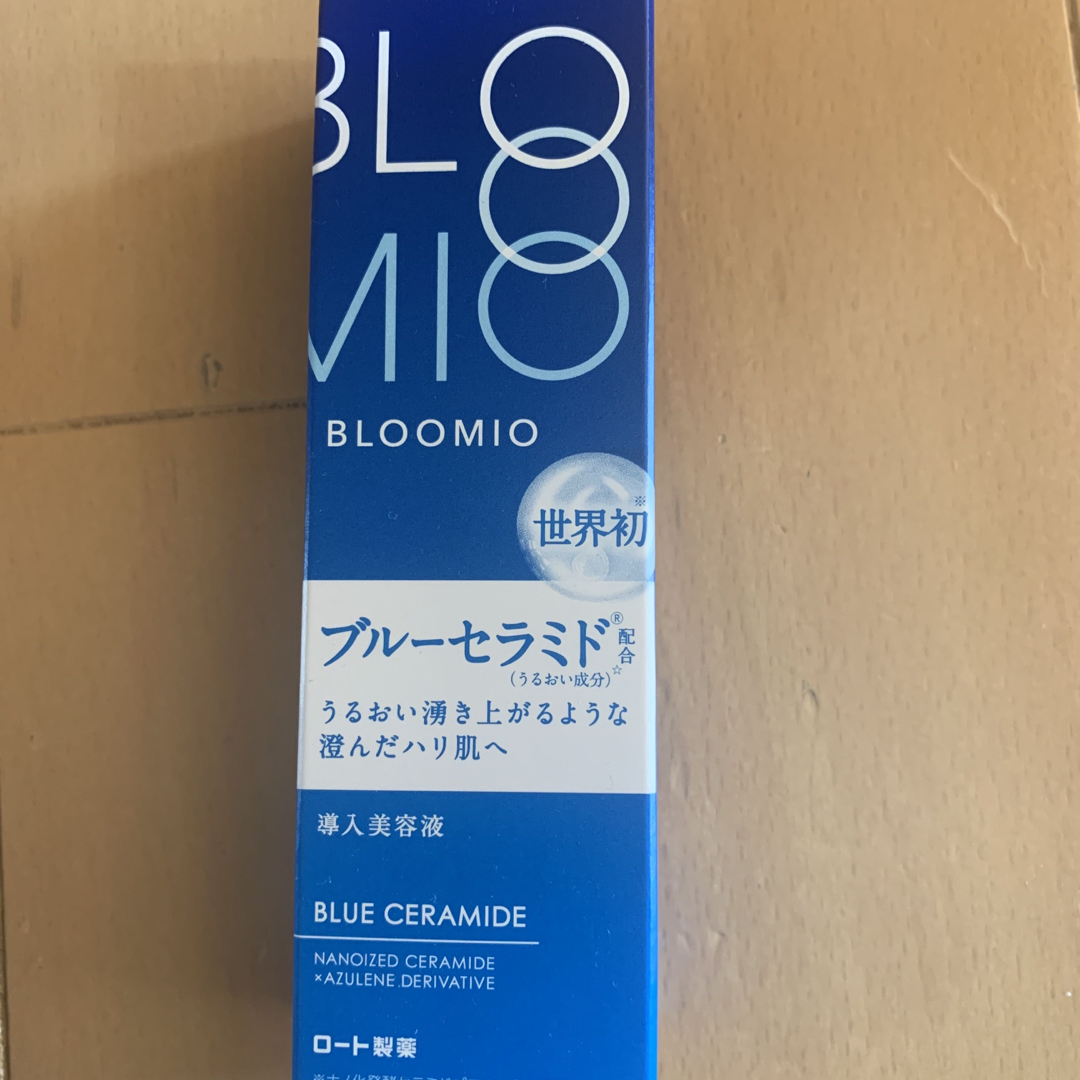 BLO
O
MIO
BLOOMIO
※
世界初
ブルーセラミド®配合☆
(うるおい成分)
うるおい湧き上がるような
澄んだハリ肌へ
導入美容液
BLUE CERAMIDE
NANOIZED CERAMIDE
×AZULENE DERIVATIVE
ロート製薬